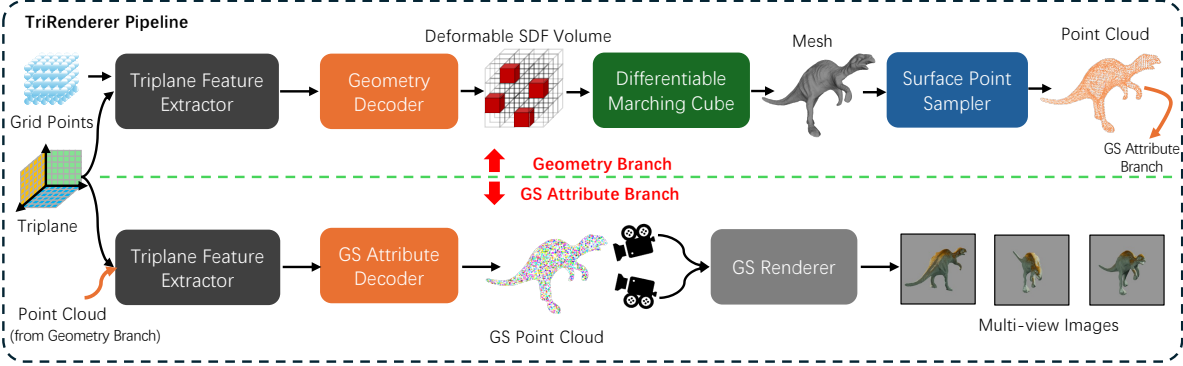 TriRenderer Pipeline
Grid Points
Triplane Feature
Extractor
Geometry
Decoder
Deformable SDF Volume
Differentiable
Marching Cube
Mesh
Surface Point
Sampler
Point Cloud
GS Attribute
Branch
Geometry Branch
GS Attribute Branch
Triplane
Point Cloud
(from Geometry Branch)
Triplane Feature
Extractor
GS Attribute
Decoder
GS Point Cloud
GS Renderer
Multi-view Images